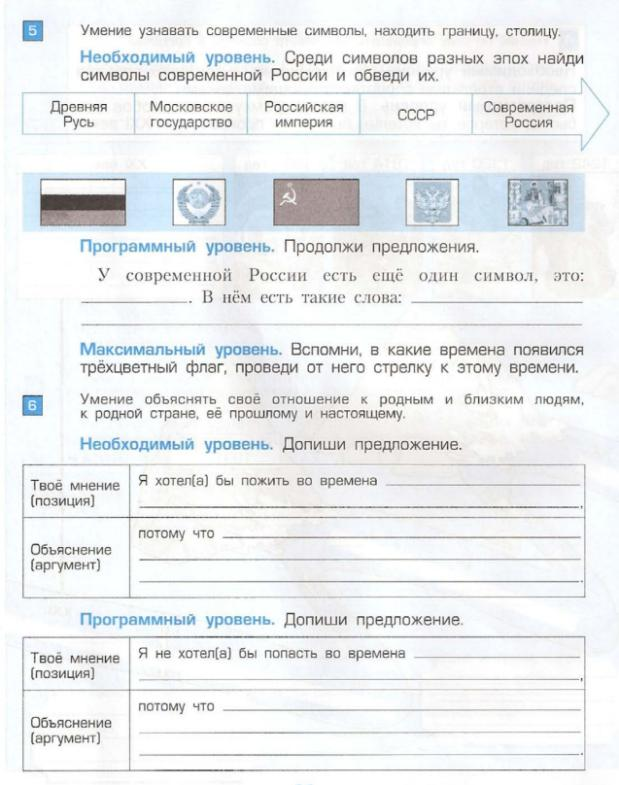 5
Умение узнавать современные символы, находить границу, столицу.
Необходимый уровень. Среди символов разных эпох найди
символы современной России и обведи их.
Древняя Русь
Московское государство
Российская империя
СССР
Современная Россия
Программный уровень. Продолжи предложения.
У современной России есть ещё один символ, это:
____________. В нём есть такие слова: ____________
Максимальный уровень. Вспомни, в какие времена появился
трёхцветный флаг, проведи от него стрелку к этому времени.
6
Умение объяснять своё отношение к родным и близким людям,
к родной стране, её прошлому и настоящему.
Необходимый уровень. Допиши предложение.
Твоё мнение (позиция)
Я хотел(а) бы пожить во времена
Объяснение (аргумент)
потому что
Программный уровень. Допиши предложение.
Твоё мнение (позиция)
Я не хотел(а) бы попасть во времена
Объяснение (аргумент)
потому что